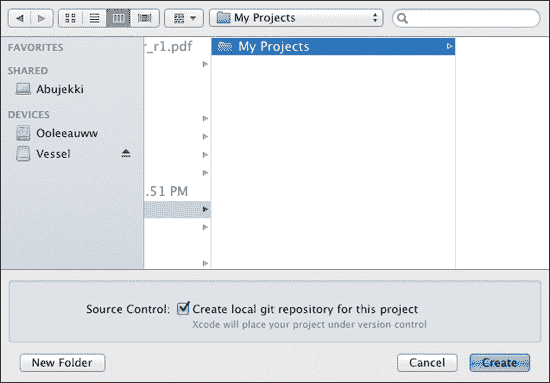 My Projects
FAVORITES
SHARED
Abujekki
DEVICES
Ooleeauww
Vessel
r_r1.pdf
.51 PM
My Projects
Source Control: Create local git repository for this project
Xcode will place your project under version control
New Folder
Cancel
Create